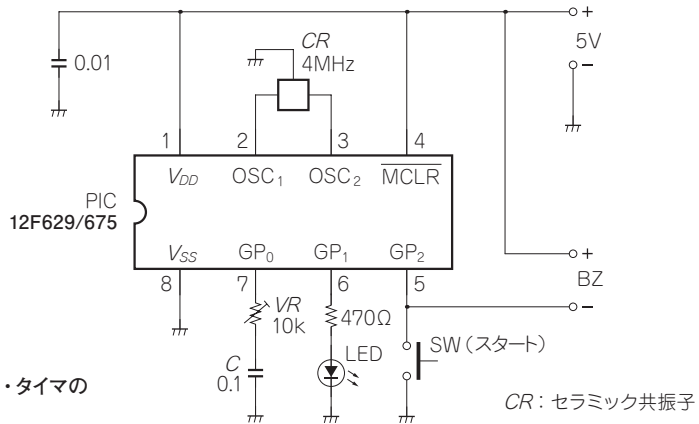 +
5V
−
0.01
CR
4MHz
1
2
3
4
VDD
OSC1
OSC2
MCLR
PIC
12F629/675
VSS
GP0
GP1
GP2
8
7
6
5
+
BZ
−
VR
10k
470Ω
SW（スタート）
LED
C
0.1
・タイマの
CR：セラミック共振子